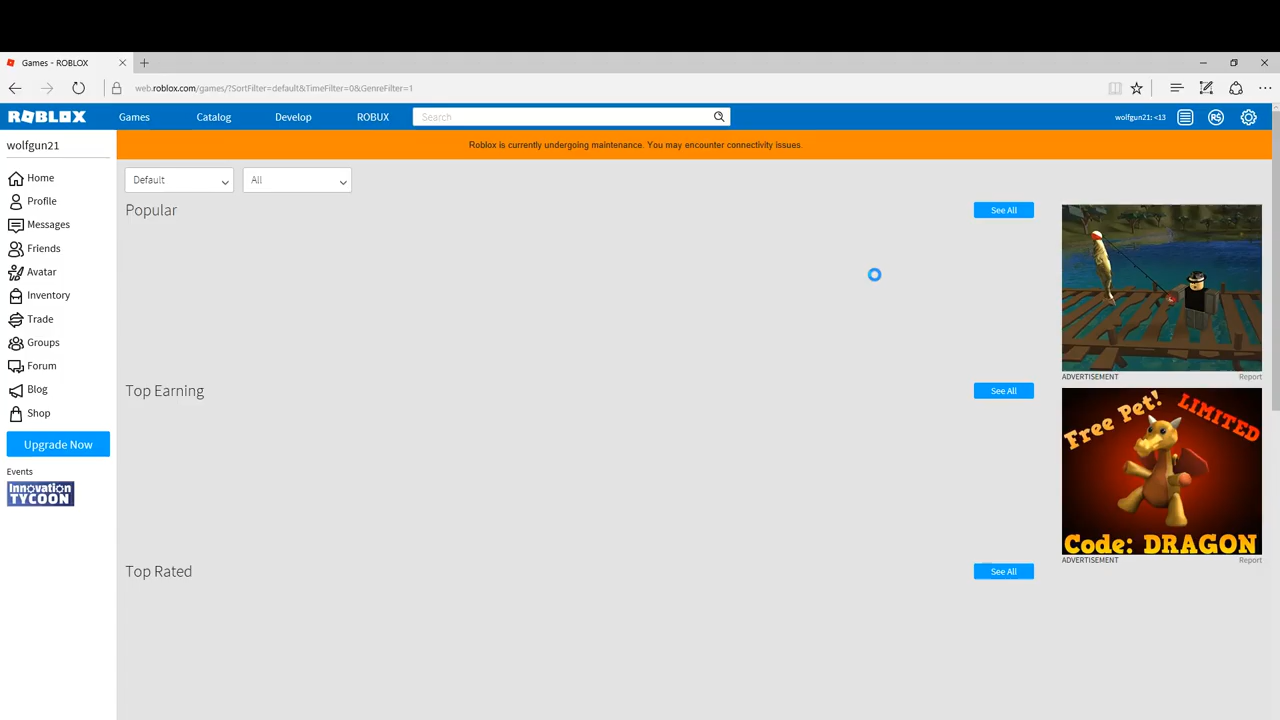 Games - ROBLOX
web.roblox.com/games/?SortFilter=default&TimeFilter=0&GenreFilter=1
ROBLOX
Games
Catalog
Develop
ROBUX
Search
wolfgun21: <13
R$
wolfgun21
Roblox is currently undergoing maintenance. You may encounter connectivity issues.
Home
Profile
Messages
Friends
Avatar
Inventory
Trade
Groups
Forum
Blog
Shop
Upgrade Now
Events
Innovation
TYCOON
Default
All
Popular
See All
Top Earning
See All
Top Rated
See All
ADVERTISEMENT
Report
Free Pet!
LIMITED
Code: DRAGON
ADVERTISEMENT
Report